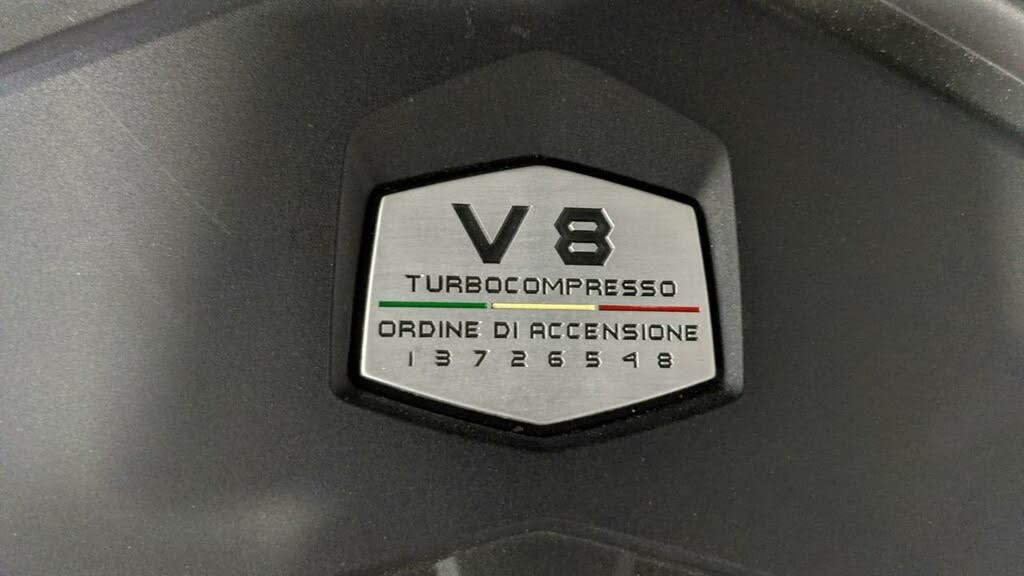 V8
TURBOCOMPRESSO
ORDINE DI ACCENSIONE
1 3 7 2 6 5 4 8